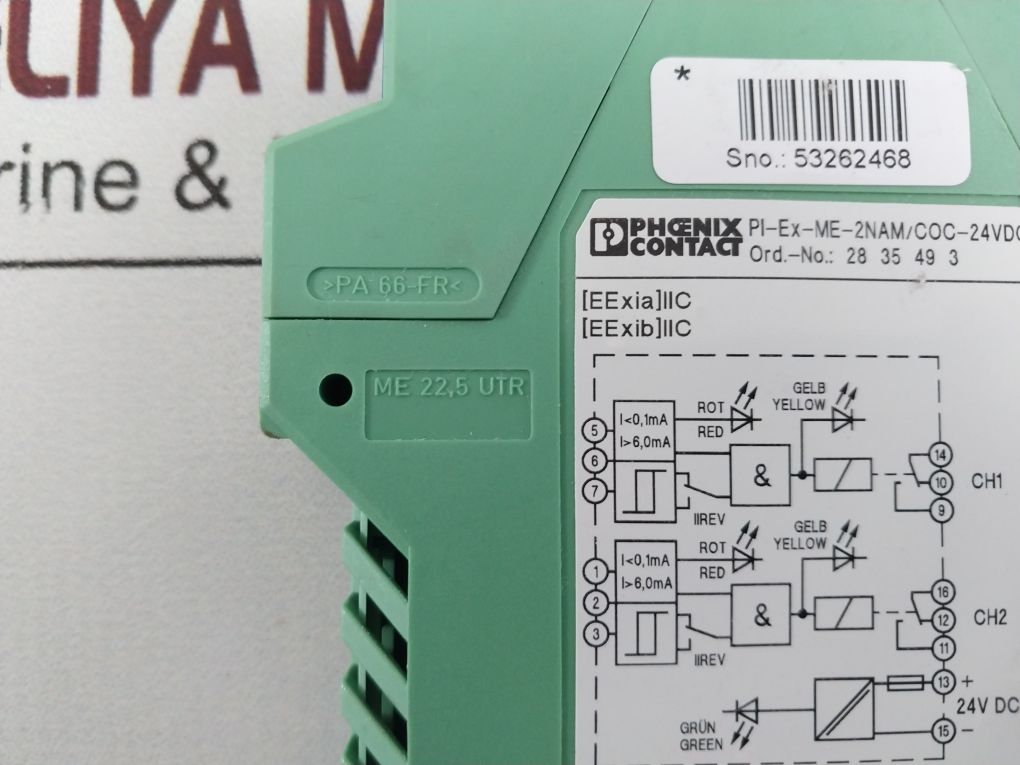 LIYA M
rine &
*
Sno.: 53262468
PHŒNIX
CONTACT
PI-Ex-ME-2NAM/COC-24VDC
Ord.-No.: 28 35 49 3
>PA 66-FR<
[EExia]IIC
[EExib]IIC
ME 22,5 UTR
GELB
YELLOW
ROT
RED
I<0,1mA
I>6,0mA
5
6
7
&
IIREV
14
10
9
CH1
GELB
YELLOW
ROT
RED
I<0,1mA
I>6,0mA
1
2
3
&
IIREV
16
12
11
CH2
13 +
24V DC
15 -
GRÜN
GREEN